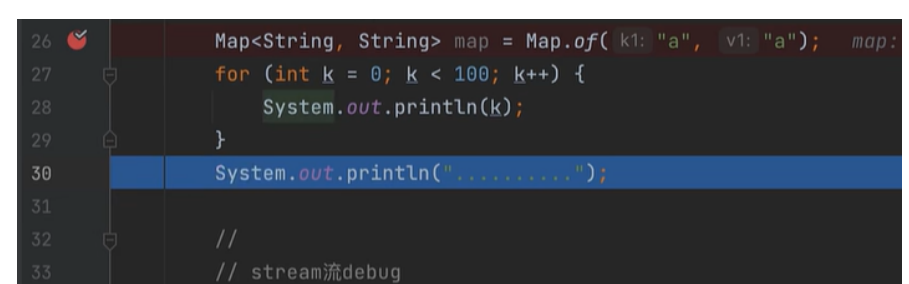 26 Map<String, String> map = Map.of( k1: "a", v1: "a"); map:
27 for (int k = 0; k < 100; k++) {
28 System.out.println(k);
29 }
30 System.out.println("..........");
31
32 //
33 // stream流debug